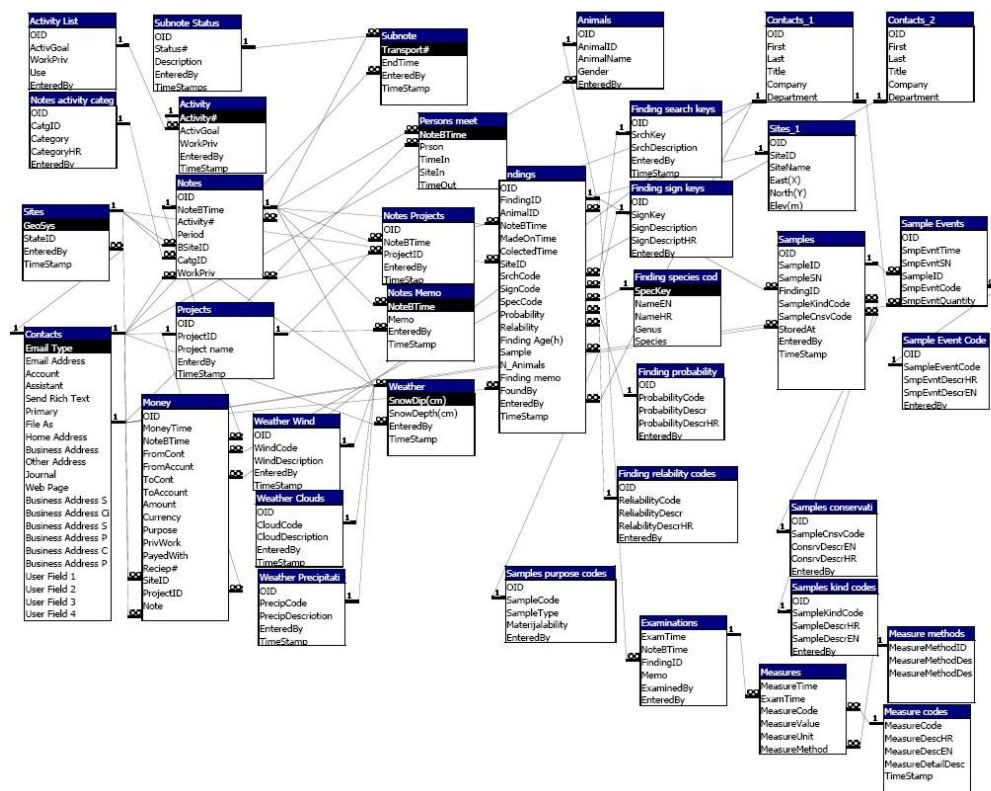 Activity List
OID
ActivGoal
WorkPriv
Use
EnteredBy
Notes activity categ
OID
CatgID
Category
CategoryHR
EnteredBy
Subnote Status
OID
Status#
Description
EnteredBy
TimeStamps
Activity
Activity#
ActivGoal
WorkPriv
EnteredBy
TimeStamp
Subnote
Transport#
EndTime
EnteredBy
TimeStamp
Persons meet
NoteBTime
Prson
TimeIn
SiteIn
TimeOut
Animals
OID
AnimalID
AnimalName
Gender
EnteredBy
Contacts_1
OID
First
Last
Title
Company
Department
Contacts_2
OID
First
Last
Title
Company
Department
Finding search keys
OID
SrchKey
SrchDescription
EnteredBy
TimeStamp
Sites_1
OID
SiteID
SiteName
East(X)
North(Y)
Elev(m)
Sites
GeoSys
StateID
EnteredBy
TimeStamp
Notes
OID
NoteBTime
Activity#
Period
BSiteID
CatgID
WorkPriv
Notes Projects
OID
NoteBTime
ProjectID
EnteredBy
TimeStap
Notes Memo
NoteBTime
Memo
EnteredBy
TimeStamp
ndings
OID
FindingID
AnimalID
NoteBTime
MadeOnTime
ColectedTime
SiteID
SrchCode
SignCode
SpecCode
Probability
Relability
Finding Age(h)
Sample
N_Animals
Finding memo
FoundBy
EnteredBy
TimeStamp
Finding sign keys
OID
SignKey
SignDescription
SignDescriptHR
EnteredBy
Finding species cod
SpecKey
NameEN
NameHR
Genus
Species
Samples
OID
SampleID
SampleSN
FindingID
SampleKindCode
SampleCnsvCode
StoredAt
EnteredBy
TimeStamp
Sample Events
OID
SmpEvntTime
SmpEvntSN
SampleID
SmpEvntCode
SmpEvntQuantity
Contacts
Email Type
Email Address
Account
Assistant
Send Rich Text
Primary
File As
Home Address
Business Address
Other Address
Journal
Web Page
Business Address S
Business Address Ci
Business Address S
Business Address P
Business Address C
Business Address P
User Field 1
User Field 2
User Field 3
User Field 4
Projects
OID
ProjectID
Project name
EnterdBy
TimeStamp
Money
OID
MoneyTime
NoteBTime
FromCont
FromAccunt
ToCont
ToAccount
Amount
Currency
Purpose
PrivWork
PayedWith
Reciep#
SiteID
ProjectID
Note
Weather
SnowDip(cm)
SnowDepth(cm)
EnteredBy
TimeStamp
Weather Wind
OID
WindCode
WindDescription
EnteredBy
TimeStamp
Weather Clouds
OID
CloudCode
CloudDescription
EnteredBy
TimeStamp
Weather Precipitati
OID
PrecipCode
PrecipDescriotion
EnteredBy
TimeStamp
Finding probability
OID
ProbabilityCode
ProbabilityDescr
ProbabilityDescrHR
EnteredBy
Sample Event Code
OID
SampleEventCode
SmpEvntDescrHR
SmpEvntDescrEN
EnteredBy
Finding relability codes
OID
ReliabilityCode
ReliabilityDescr
RelabilityDescrHR
EnteredBy
Samples conservati
OID
SampleCnsvCode
ConsrvDescrEN
ConsrvDescrHR
EnteredBy
Samples purpose codes
OID
SampleCode
SampleType
Materijalability
EnteredBy
Samples kind codes
OID
SampleKindCode
SampleDescrHR
SampleDescrEN
EnteredBy
Examinations
ExamTime
NoteBTime
FindingID
Memo
ExaminedBy
EnteredBy
Measure methods
MeasureMethodID
MeasureMethodDes
MeasureMethodDes
Measures
MeasureTime
ExamTime
MeasureCode
MeasureValue
MeasureUnit
MeasureMethod
Measure codes
MeasureCode
MeasureDescHR
MeasureDescEN
MeasureDetailDesc
TimeStamp